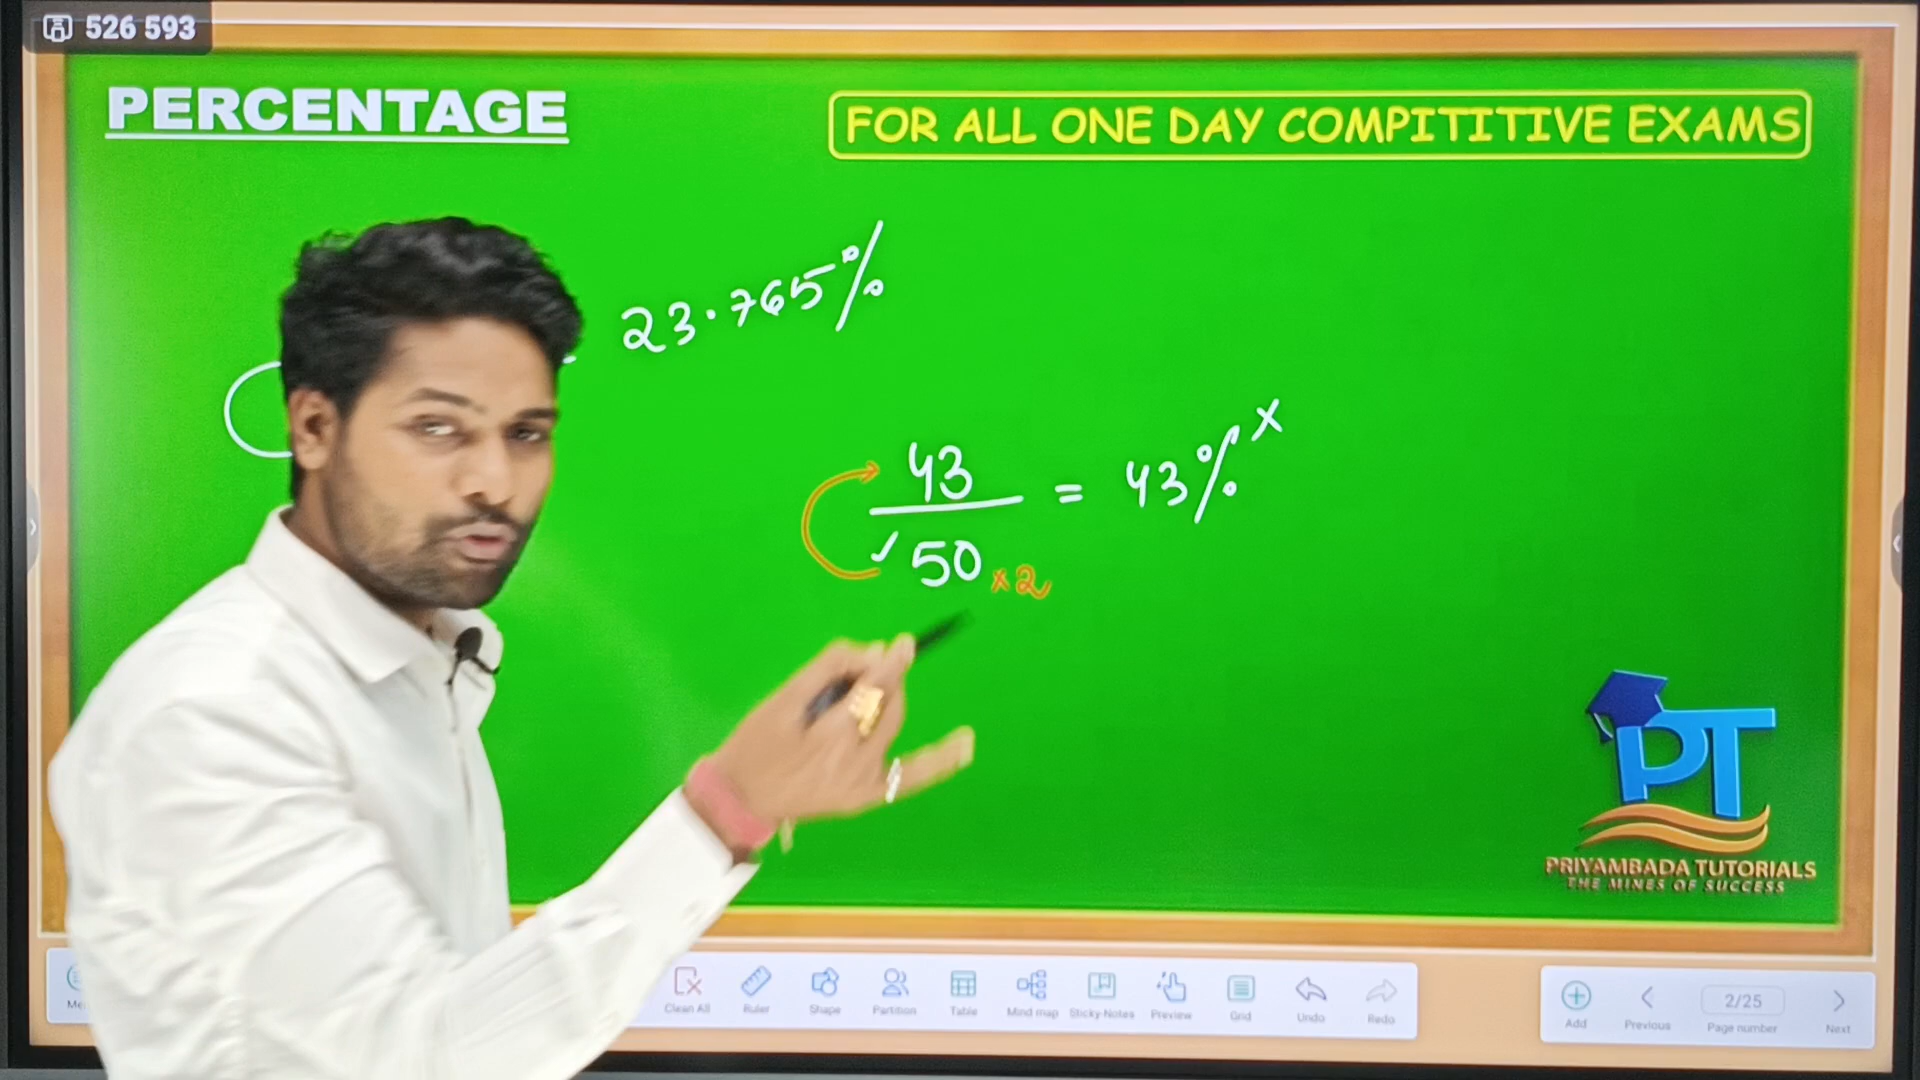 526 593
PERCENTAGE
FOR ALL ONE DAY COMPITITIVE EXAMS
23.765%
43
50 ×2
= 43% x
PT
PRIYAMBADA TUTORIALS
THE MINES OF SUCCESS
Clean All
Ruler
Shape
Partition
Table
Mind map
Sticky-Notes
Preview
Grid
Undo
Redo
Add
Previous
2/25
Page number
Next